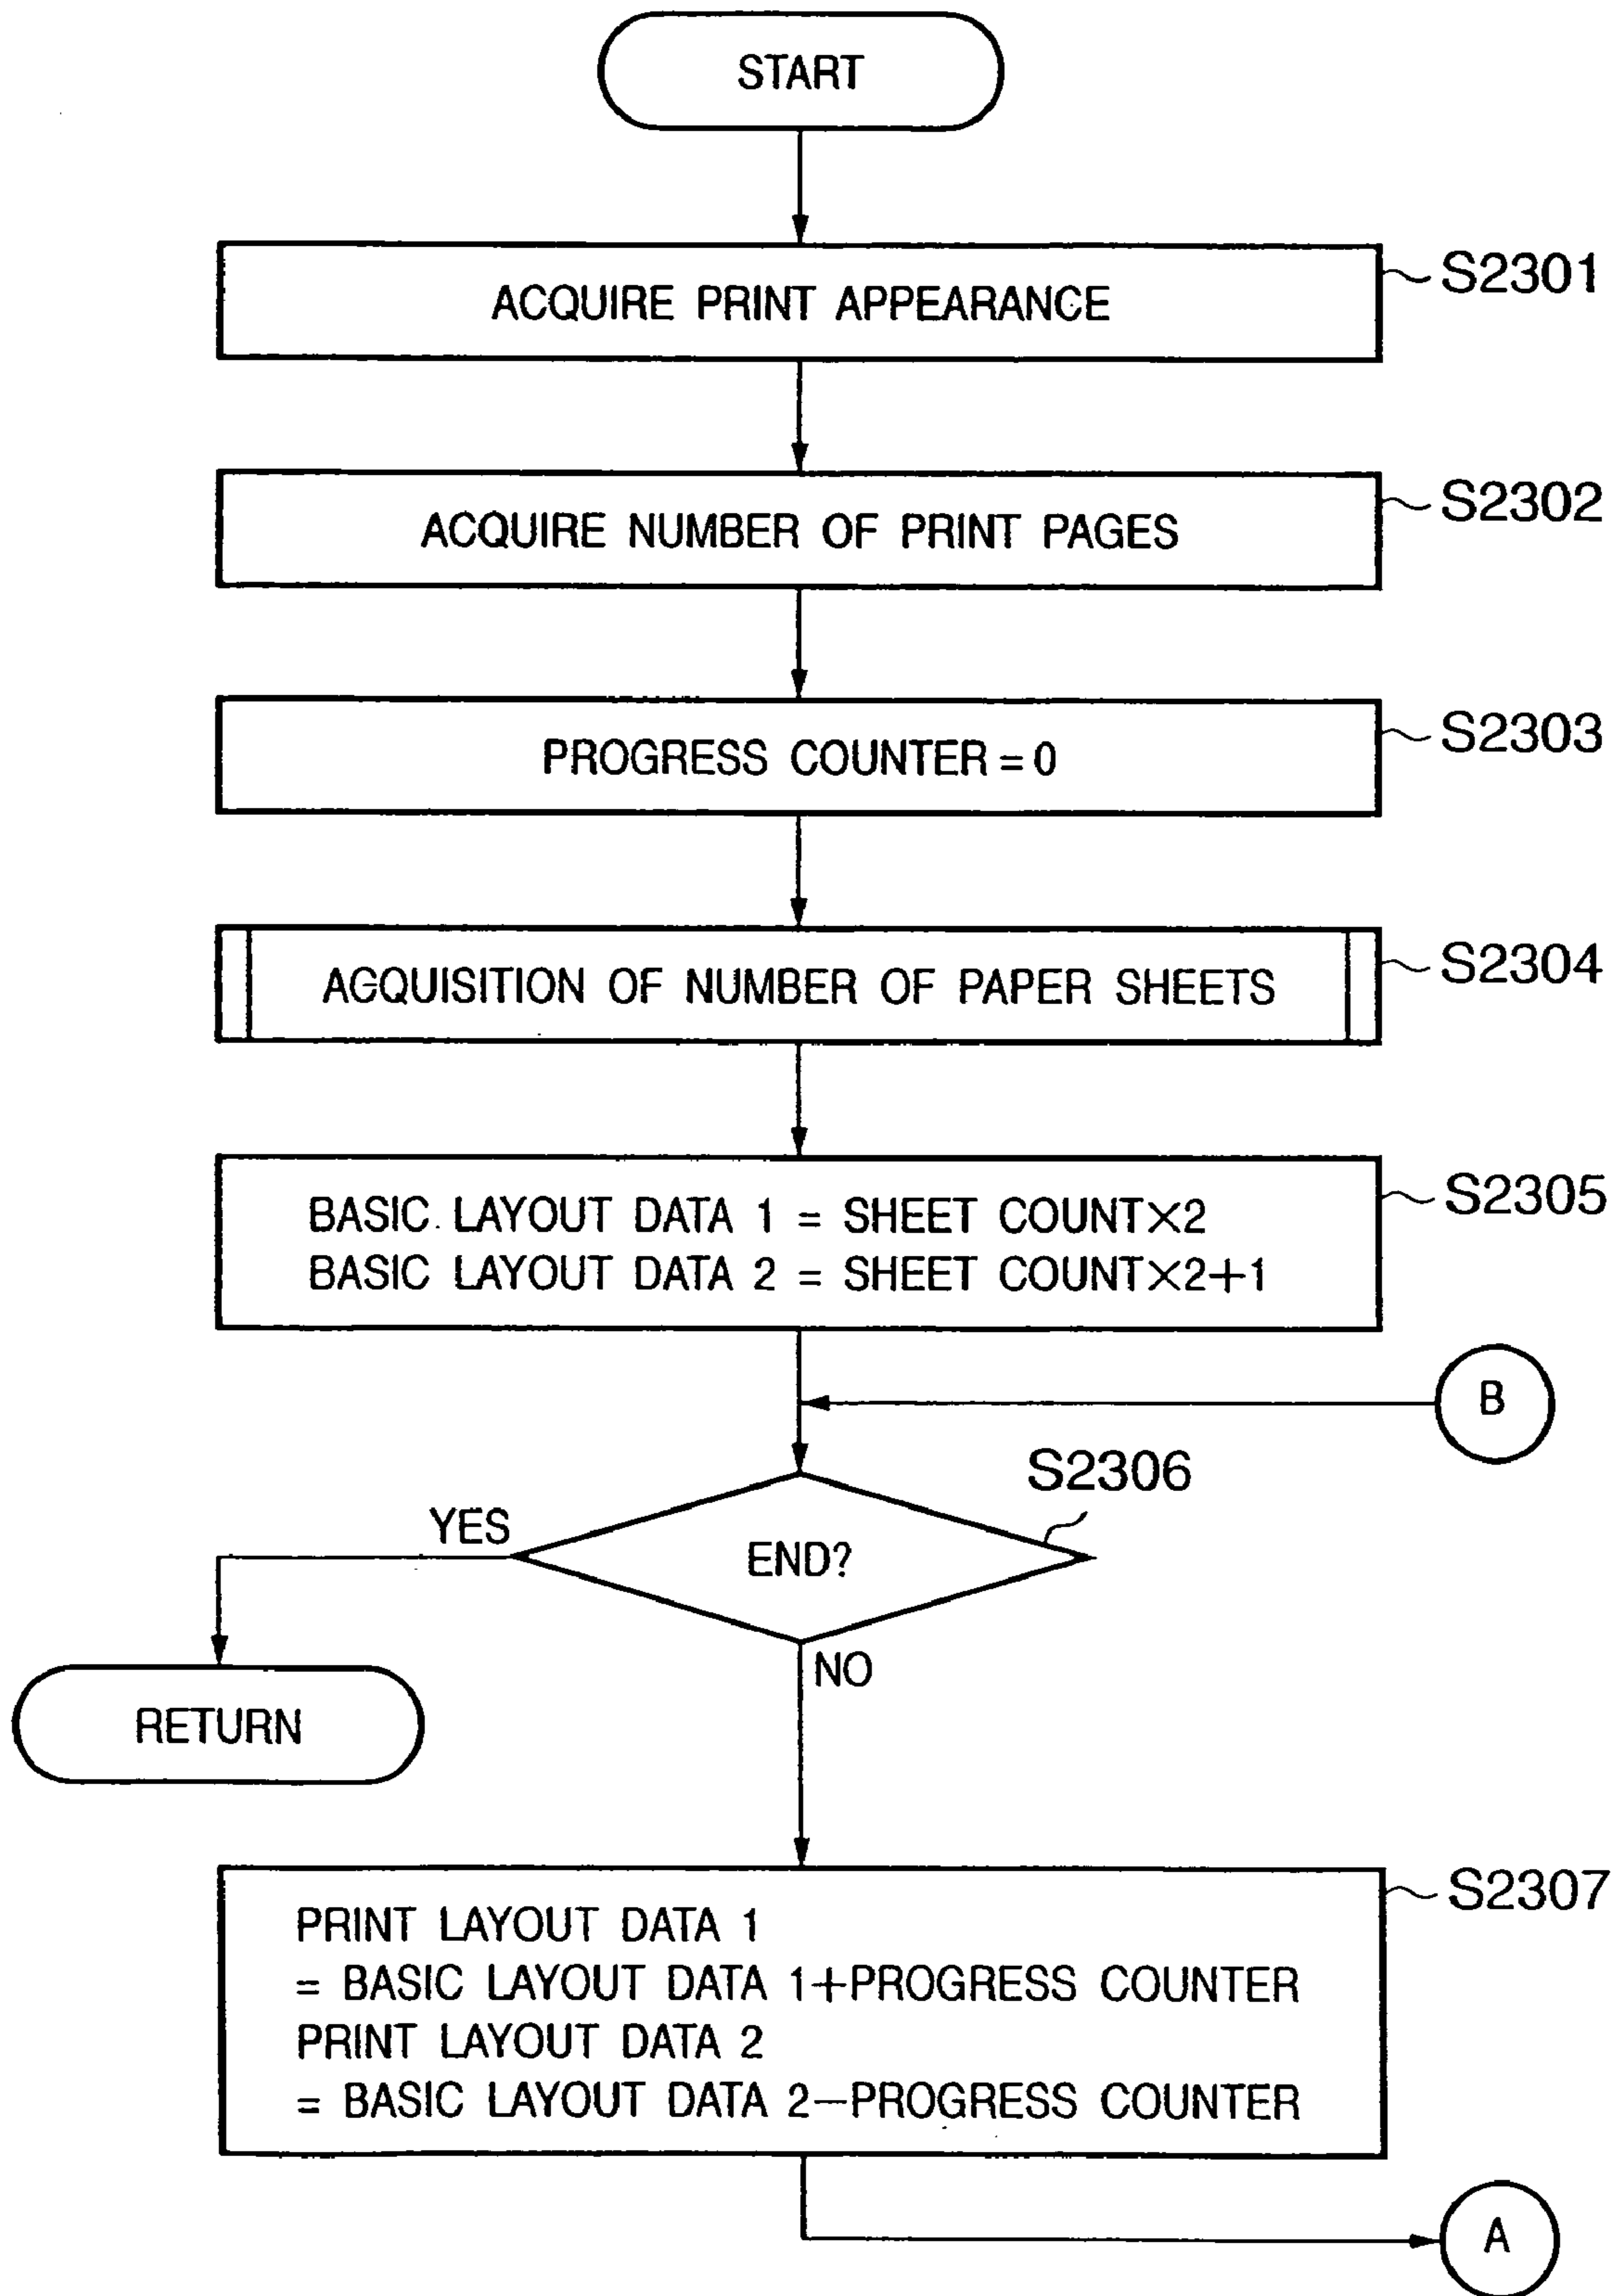 START
ACQUIRE PRINT APPEARANCE
S2301
ACQUIRE NUMBER OF PRINT PAGES
S2302
PROGRESS COUNTER = 0
S2303
ACQUISITION OF NUMBER OF PAPER SHEETS
S2304
BASIC LAYOUT DATA 1 = SHEET COUNT×2
BASIC LAYOUT DATA 2 = SHEET COUNT×2+1
S2305
B
S2306
YES
END?
NO
RETURN
PRINT LAYOUT DATA 1
= BASIC LAYOUT DATA 1+PROGRESS COUNTER
PRINT LAYOUT DATA 2
= BASIC LAYOUT DATA 2−PROGRESS COUNTER
S2307
A